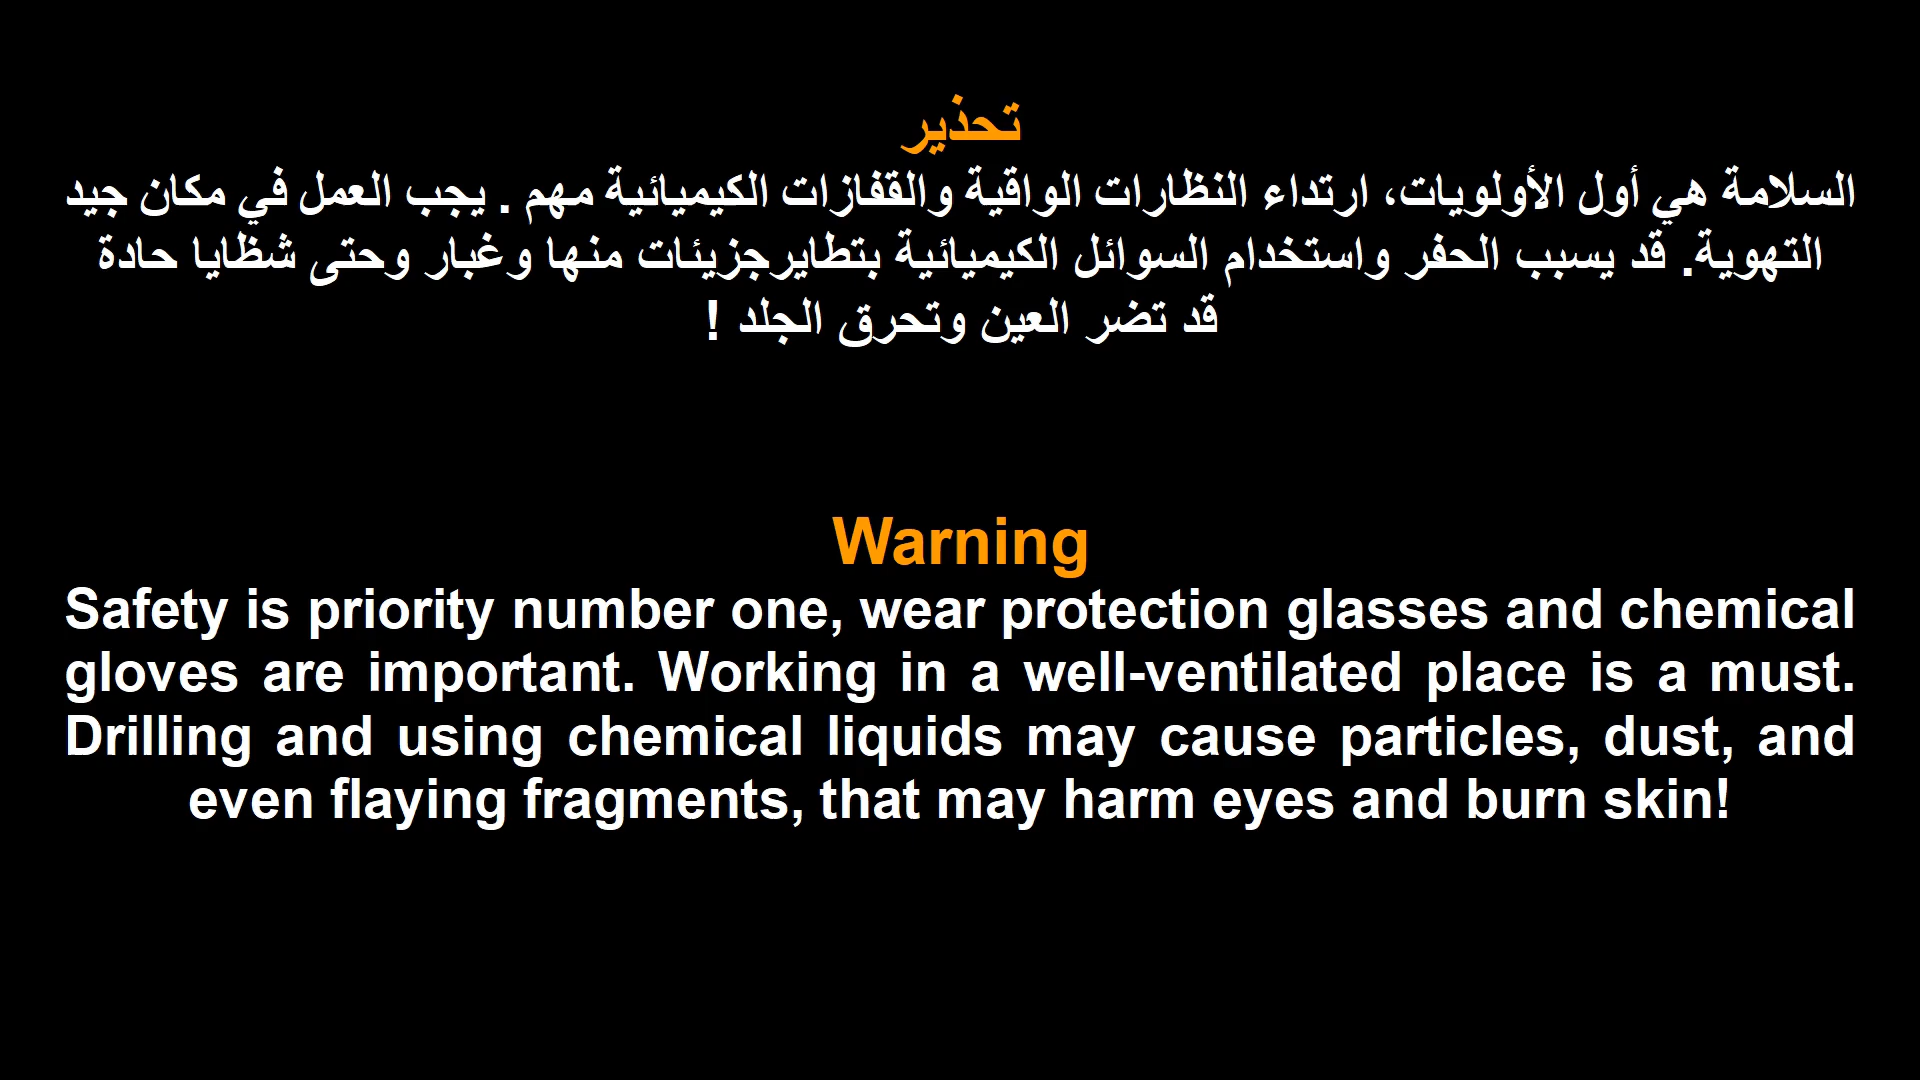 تحذير
السلامة هي أول الأولويات، ارتداء النظارات الواقية والقفازات الكيميائية مهم . يجب العمل في مكان جيد
التهوية. قد يسبب الحفر واستخدام السوائل الكيميائية بتطايرجزيئات منها وغبار وحتى شظايا حادة
قد تضر العين وتحرق الجلد !
Warning
Safety is priority number one, wear protection glasses and chemical
gloves are important. Working in a well-ventilated place is a must.
Drilling and using chemical liquids may cause particles, dust, and
even flaying fragments, that may harm eyes and burn skin!